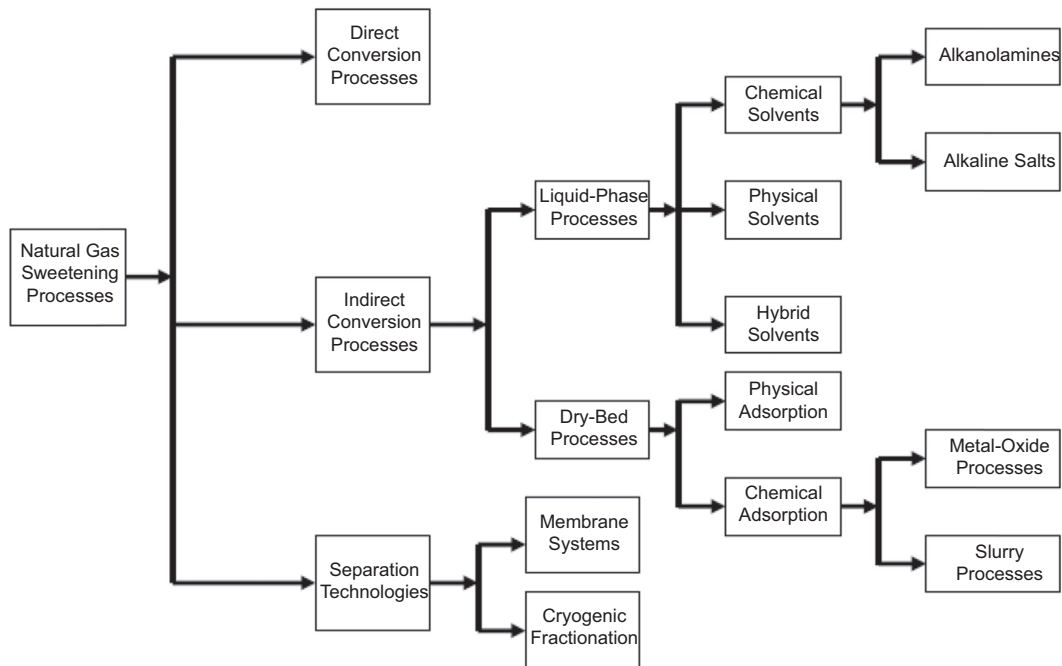 Natural Gas
Sweetening
Processes
Direct
Conversion
Processes
Indirect
Conversion
Processes
Separation
Technologies
Liquid-Phase
Processes
Dry-Bed
Processes
Membrane
Systems
Cryogenic
Fractionation
Chemical
Solvents
Physical
Solvents
Hybrid
Solvents
Physical
Adsorption
Chemical
Adsorption
Alkanolamines
Alkaline Salts
Metal-Oxide
Processes
Slurry
Processes